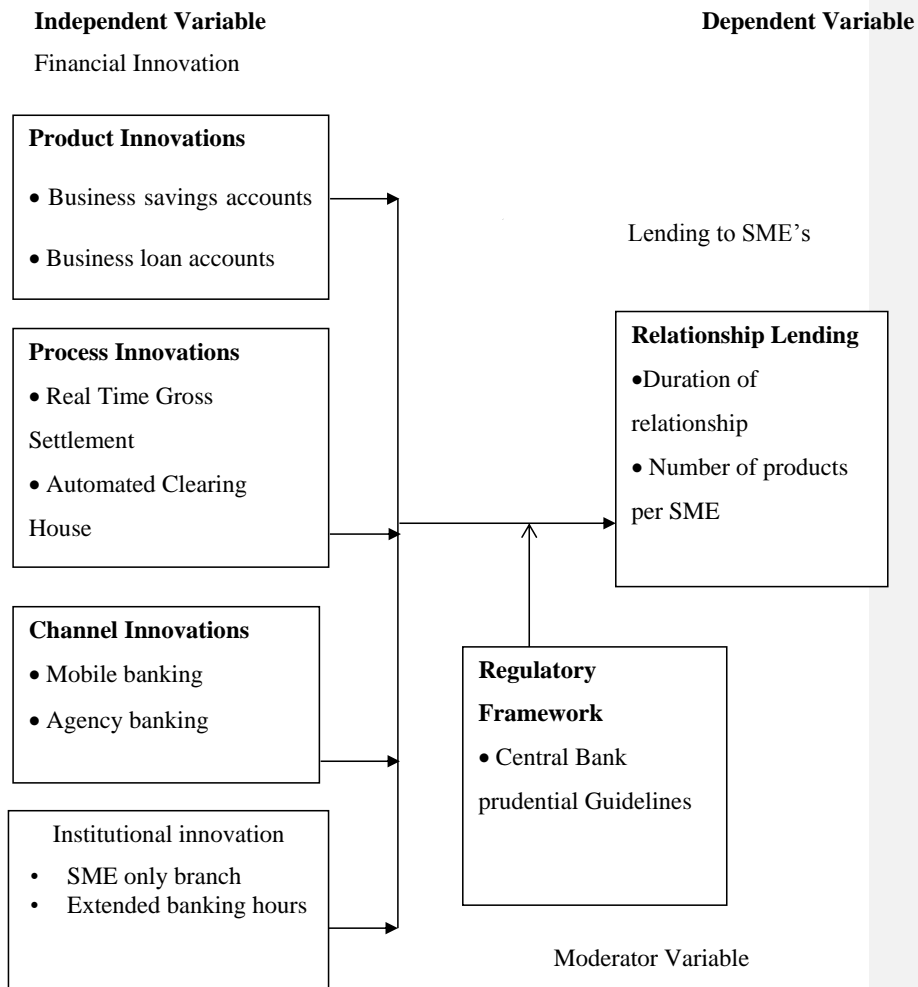 Independent Variable
Dependent Variable
Financial Innovation
Product Innovations
• Business savings accounts
• Business loan accounts
Lending to SME’s
Process Innovations
• Real Time Gross
Settlement
• Automated Clearing
House
Relationship Lending
•Duration of
relationship
• Number of products
per SME
Channel Innovations
• Mobile banking
• Agency banking
Regulatory
Framework
• Central Bank
prudential Guidelines
Institutional innovation
• SME only branch
• Extended banking hours
Moderator Variable